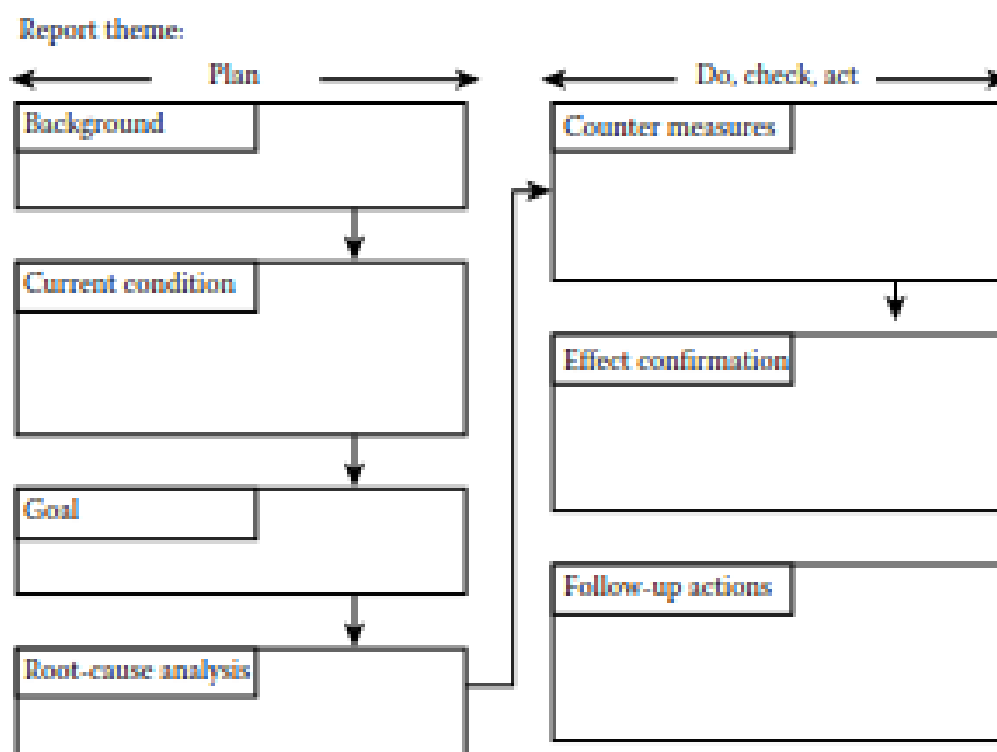 Report theme:
Plan
Background
Current condition
Goal
Root-cause analysis
Do, check, act
Counter measures
Effect confirmation
Follow-up actions